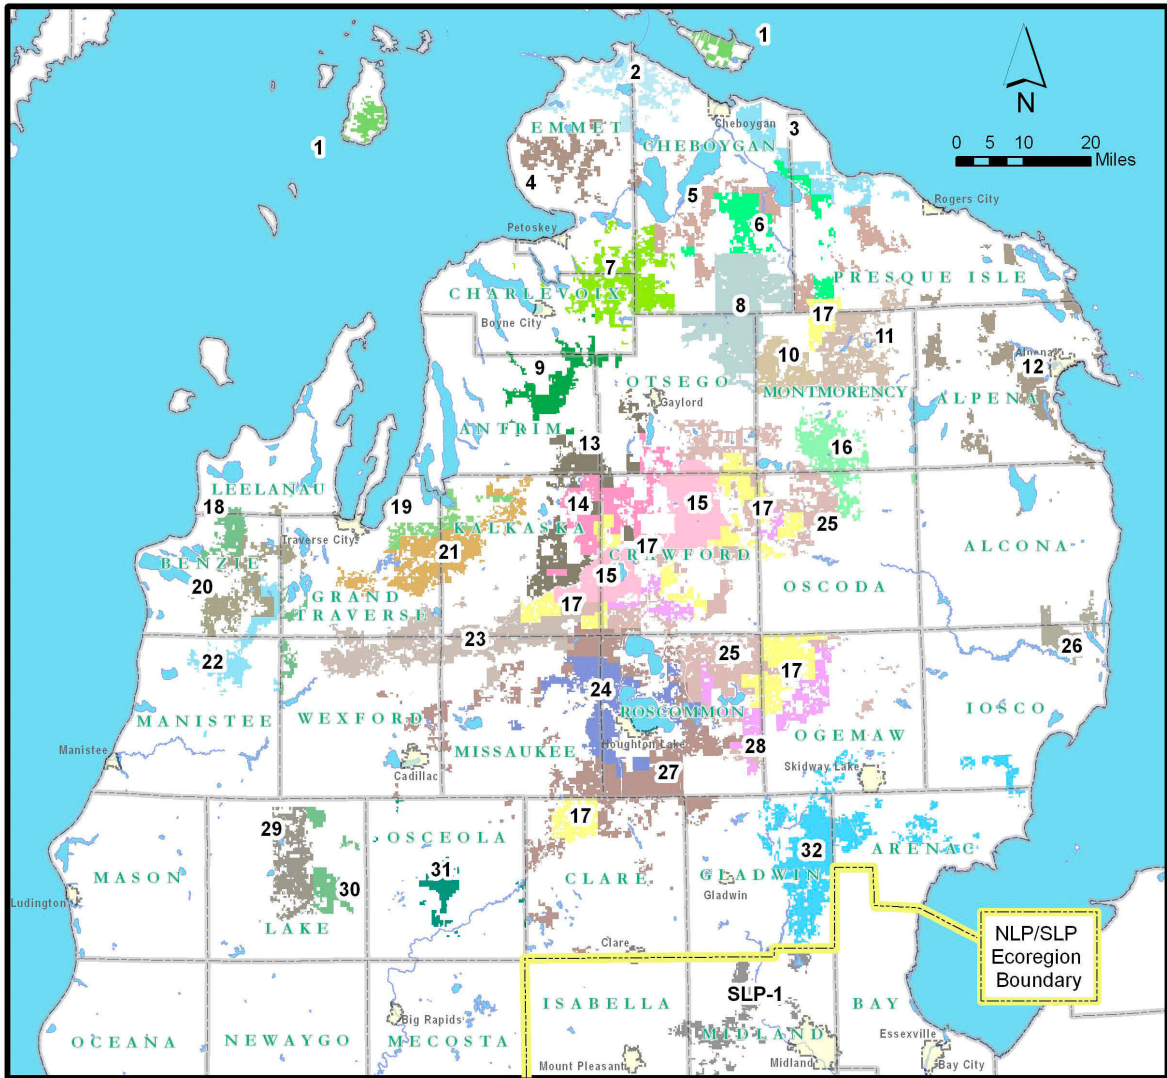 1
2
Cheboygan
3
N
0 5 10 20
Miles
EMMET
CHEBOYGAN
1
4
5
Rogers City
Petoskey
6
7
PRESQUE ISLE
CHARLEVOIX
8
Boyne City
17
11
10
Alpena
12
9
OTSEGO
MONTMORENCY
Gaylord
ALPENA
ANTRIM
13
16
LEELANAU
18
19
14
15
17
25
Traverse City
KALKASKA
21
17
CRAWFORD
ALCONA
BENZIE
15
OSCODA
20
GRAND
TRAVERSE
17
23
26
22
25
17
24
MANISTEE
WEXFORD
ROSCOMMON
IOSCO
MISSAUKEE
OGEMAW
Manistee
Houghton Lake
28
Cadillac
27
Skidway Lake
29
17
OSCEOLA
32
ARENAC
MASON
31
CLARE
GLADWIN
30
Gladwin
Ludington
LAKE
Clare
NLP/SLP
Ecoregion
Boundary
SLP-1
ISABELLA
BAY
Big Rapids
OCEANA
NEWAYGO
MECOSTA
MIDLAND
Essexville
Mount Pleasant
Midland
Bay City